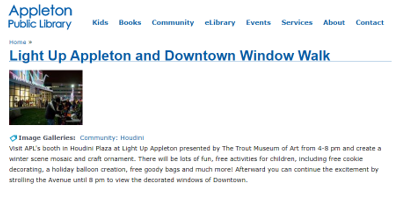 Appleton
Public Library
Kids Books Community eLibrary Events Services About Contact
Home »
Light Up Appleton and Downtown Window Walk
Image Galleries: Community: Houdini
Visit APL's booth in Houdini Plaza at Light Up Appleton presented by The Trout Museum of Art from 4-8 pm and create a
winter scene mosaic and craft ornament. There will be lots of fun, free activities for children, including free cookie
decorating, a holiday balloon creation, free goody bags and much more! Afterward you can continue the excitement by
strolling the Avenue until 8 pm to view the decorated windows of Downtown.